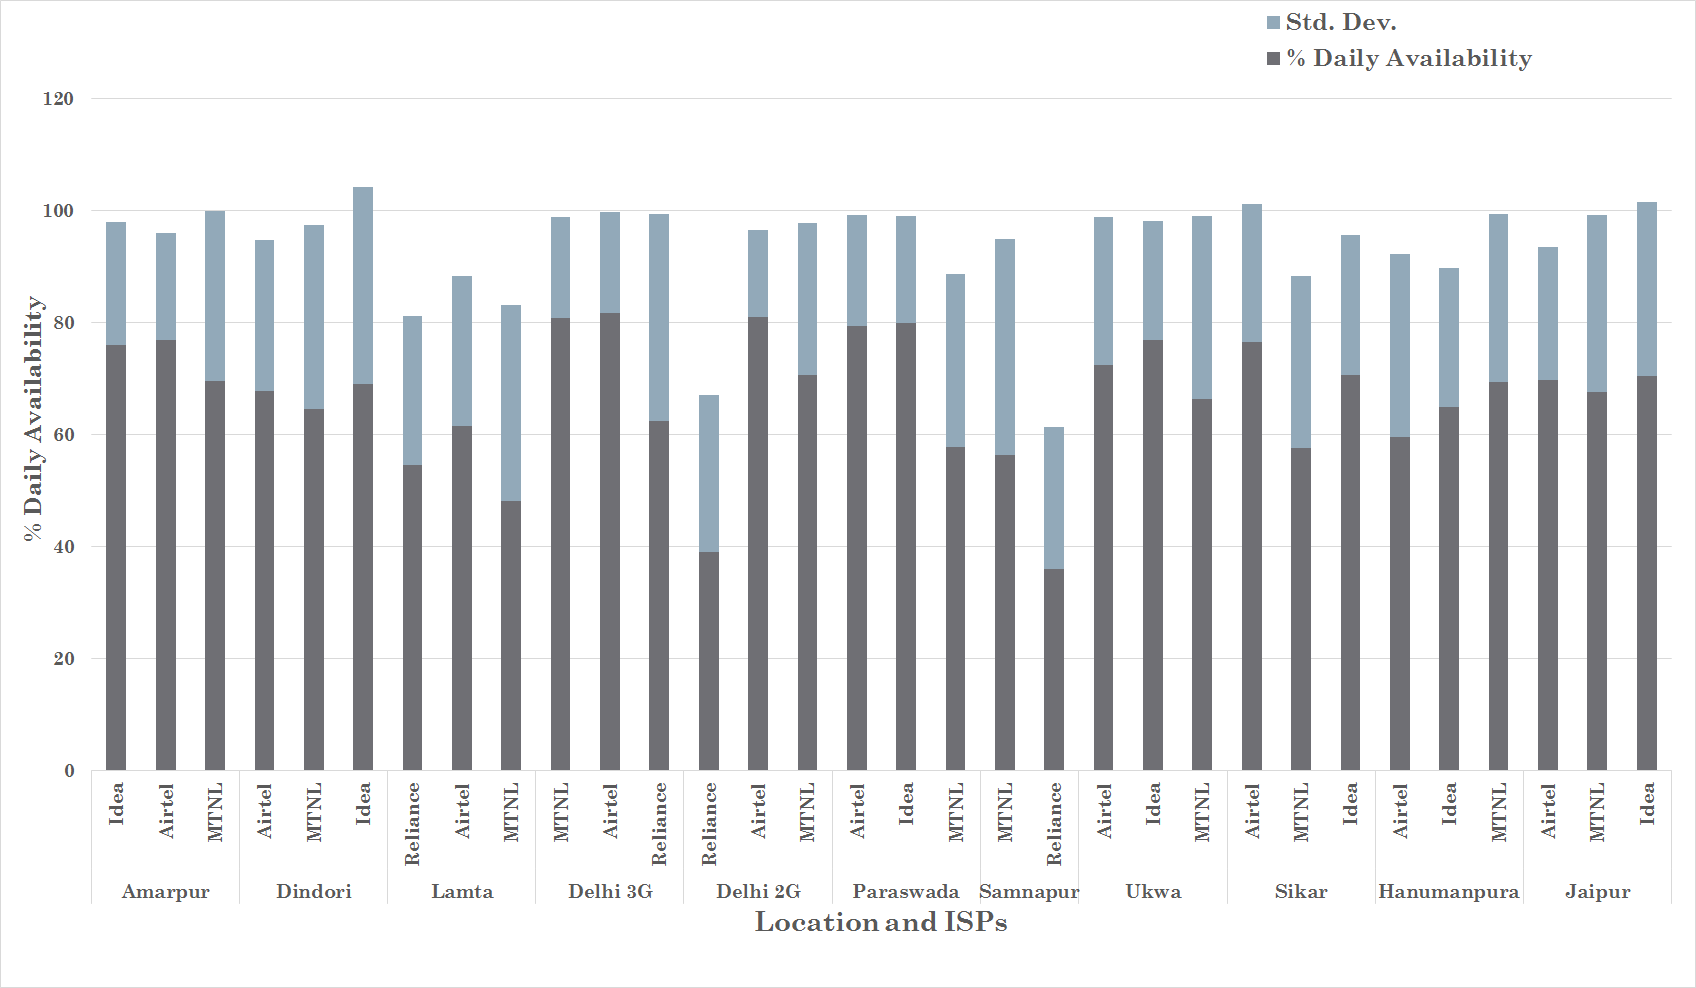 Std. Dev.
% Daily Availability
120
100
80
60
40
20
0
% Daily Availability
Idea
Airtel
MTNL
Airtel
MTNL
Idea
Reliance
Airtel
MTNL
MTNL
Airtel
Reliance
Reliance
Airtel
MTNL
Airtel
Idea
MTNL
MTNL
Reliance
Airtel
Idea
MTNL
Airtel
MTNL
Idea
Airtel
Idea
MTNL
Airtel
MTNL
Idea
Amarpur
Dindori
Lamta
Delhi 3G
Delhi 2G
Paraswada
Samnapur
Ukwa
Sikar
Hanumanpura
Jaipur
Location and ISPs